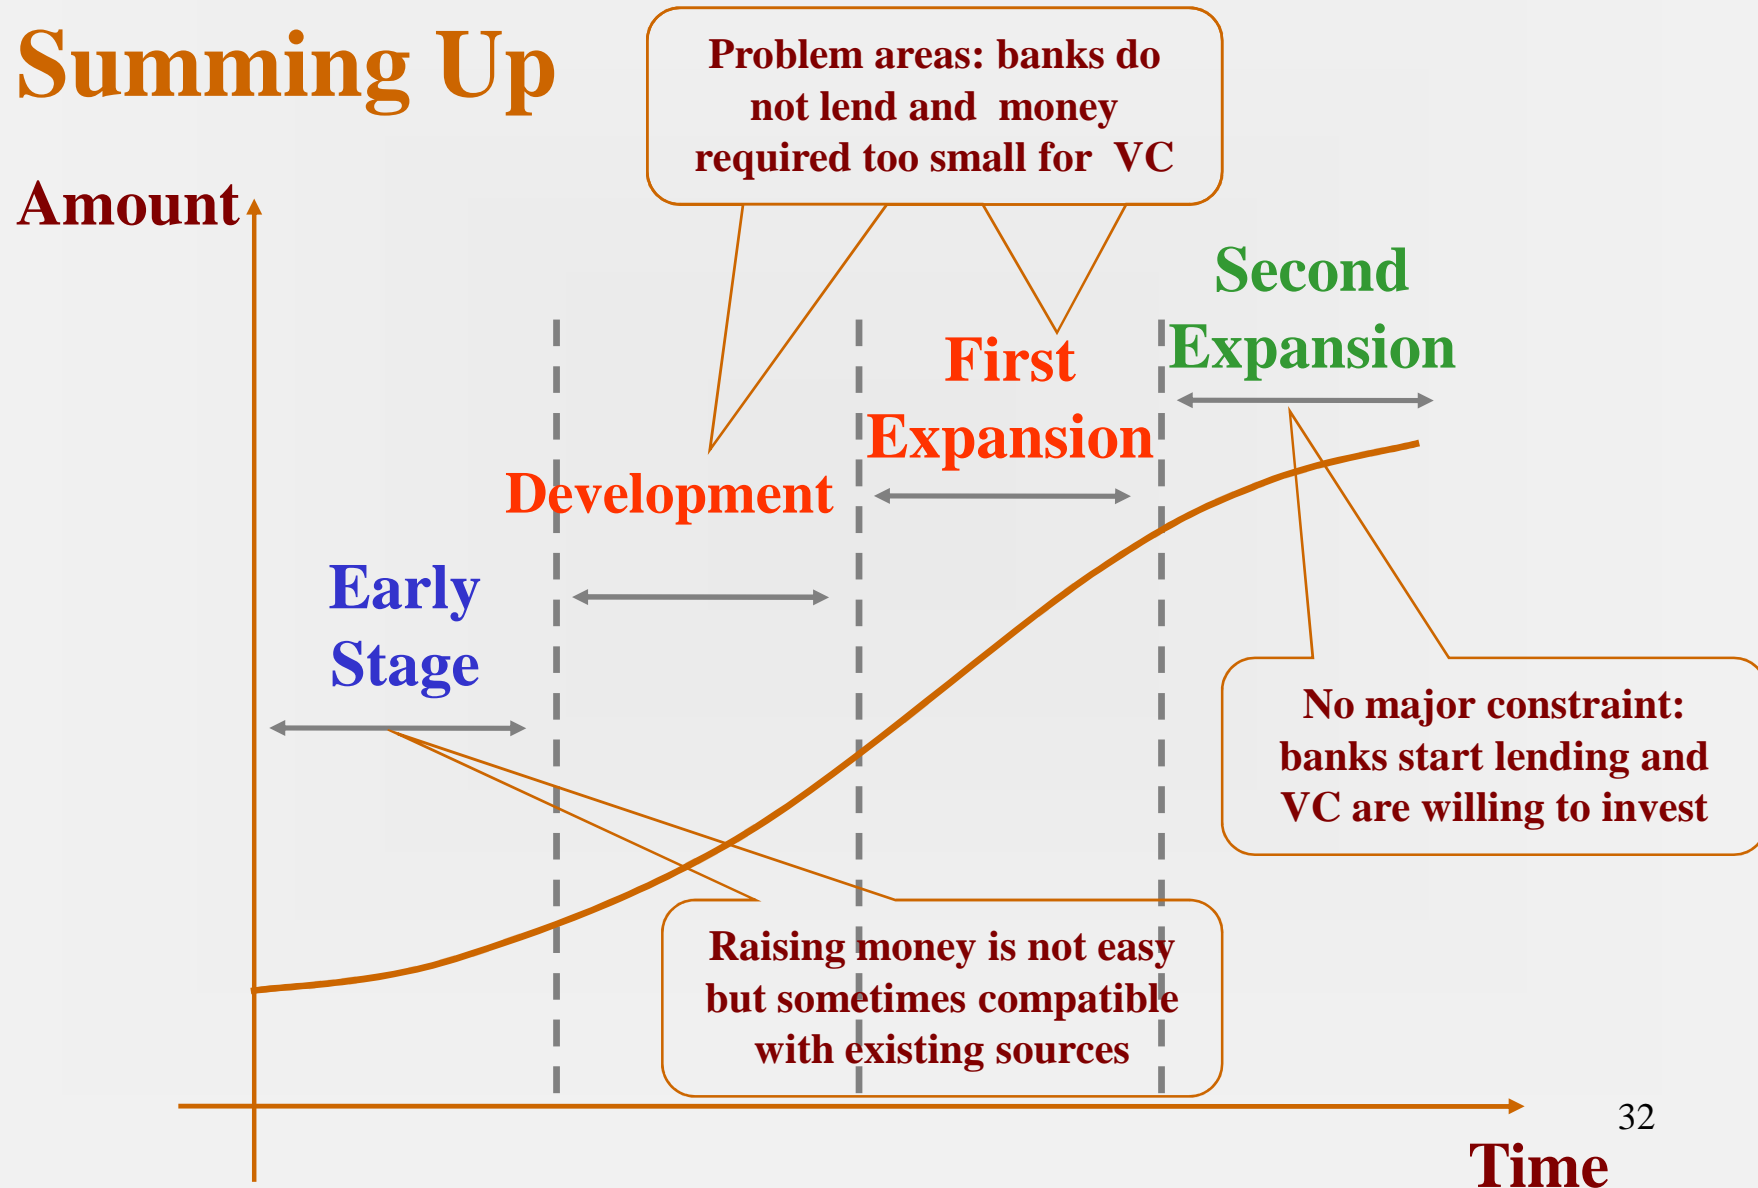 Summing Up
Problem areas: banks do
not lend and money
required too small for VC
Amount
Second
Expansion
First
Expansion
Development
Early
Stage
No major constraint:
banks start lending and
VC are willing to invest
Raising money is not easy
but sometimes compatible
with existing sources
32
Time